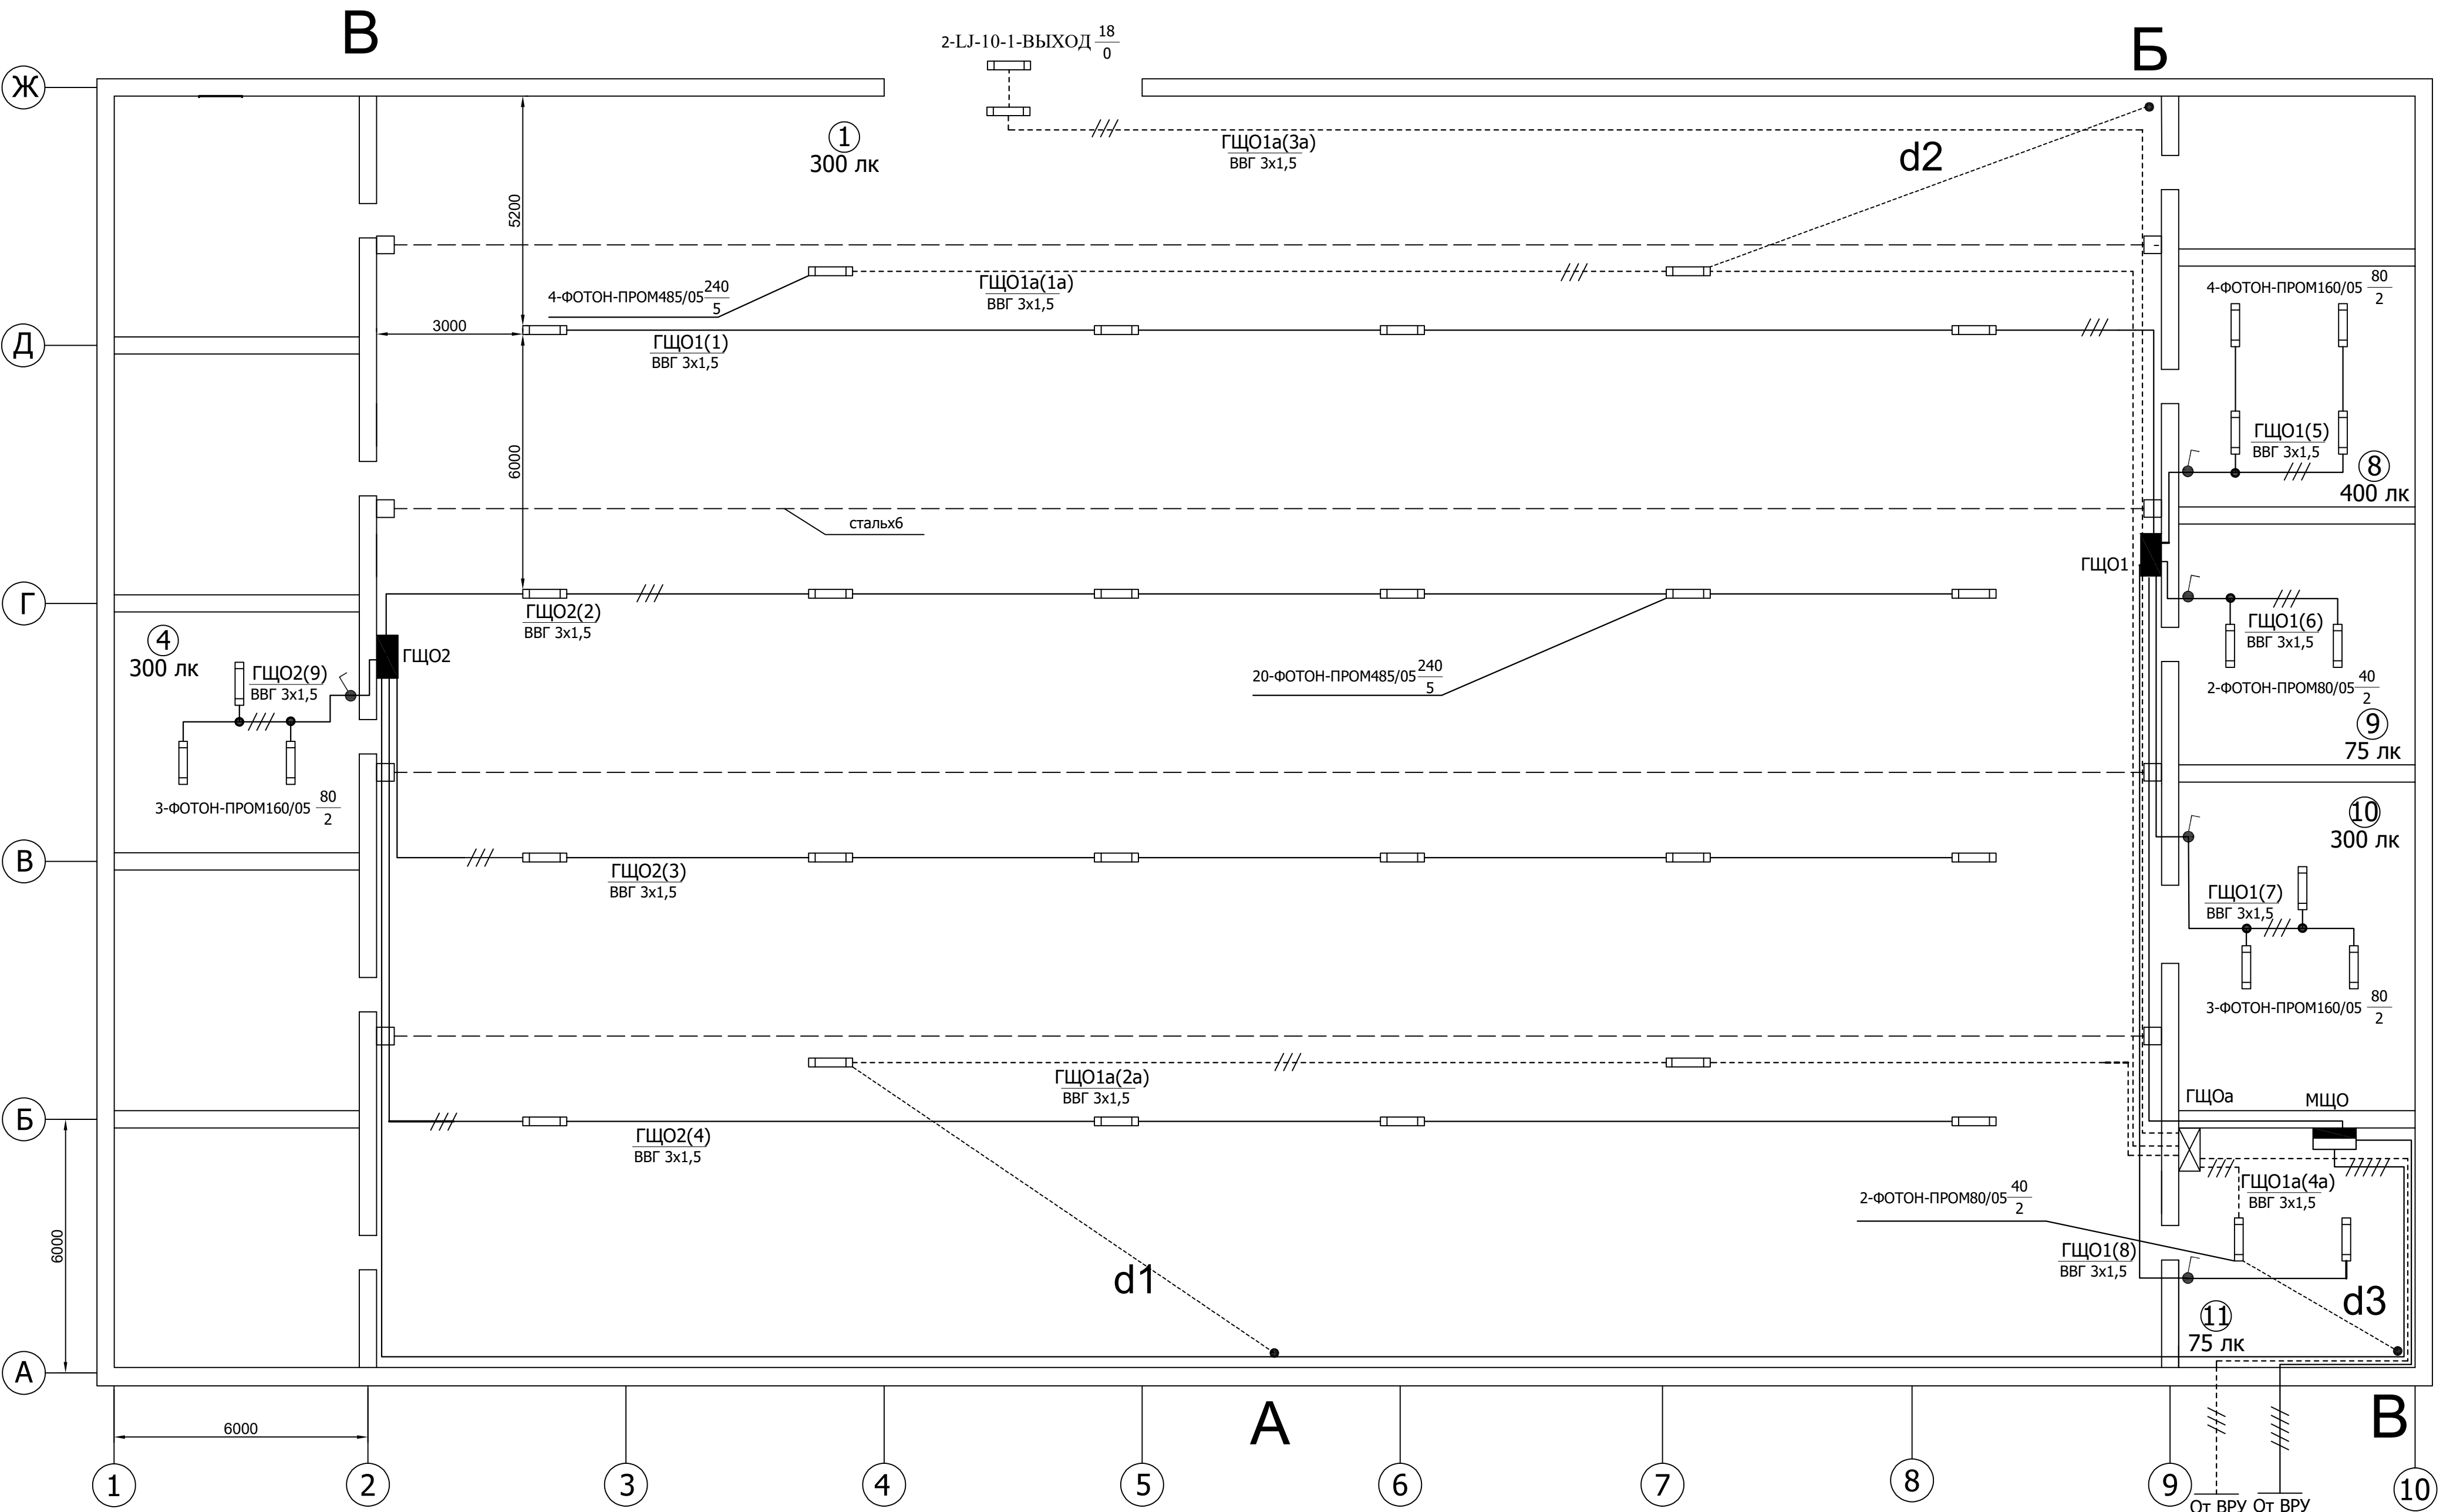 В
Б
2-LJ-10-1-ВЫХОД 18
0
Ж
1
300 лк
ГЩО1а(3а)
ВВГ 3х1,5
d2
5200
4-ФОТОН-ПРОМ485/05 240
5
ГЩО1а(1а)
ВВГ 3х1,5
4-ФОТОН-ПРОМ160/05 80
2
Д
3000
ГЩО1(1)
ВВГ 3х1,5
6000
ГЩО1(5)
ВВГ 3х1,5
8
400 лк
стальх6
ГЩО1
Г
ГЩО2(2)
ВВГ 3х1,5
ГЩО1(6)
ВВГ 3х1,5
4
300 лк
ГЩО2
ГЩО2(9)
ВВГ 3х1,5
20-ФОТОН-ПРОМ485/05 240
5
2-ФОТОН-ПРОМ80/05 40
2
9
75 лк
3-ФОТОН-ПРОМ160/05 80
2
10
300 лк
В
ГЩО2(3)
ВВГ 3х1,5
ГЩО1(7)
ВВГ 3х1,5
3-ФОТОН-ПРОМ160/05 80
2
ГЩО1а(2а)
ВВГ 3х1,5
ГЩОа
МЩО
Б
ГЩО2(4)
ВВГ 3х1,5
2-ФОТОН-ПРОМ80/05 40
2
ГЩО1а(4а)
ВВГ 3х1,5
6000
ГЩО1(8)
ВВГ 3х1,5
d1
d3
11
75 лк
А
6000
А
В
1
2
3
4
5
6
7
8
9
10
От ВРУ
От ВРУ